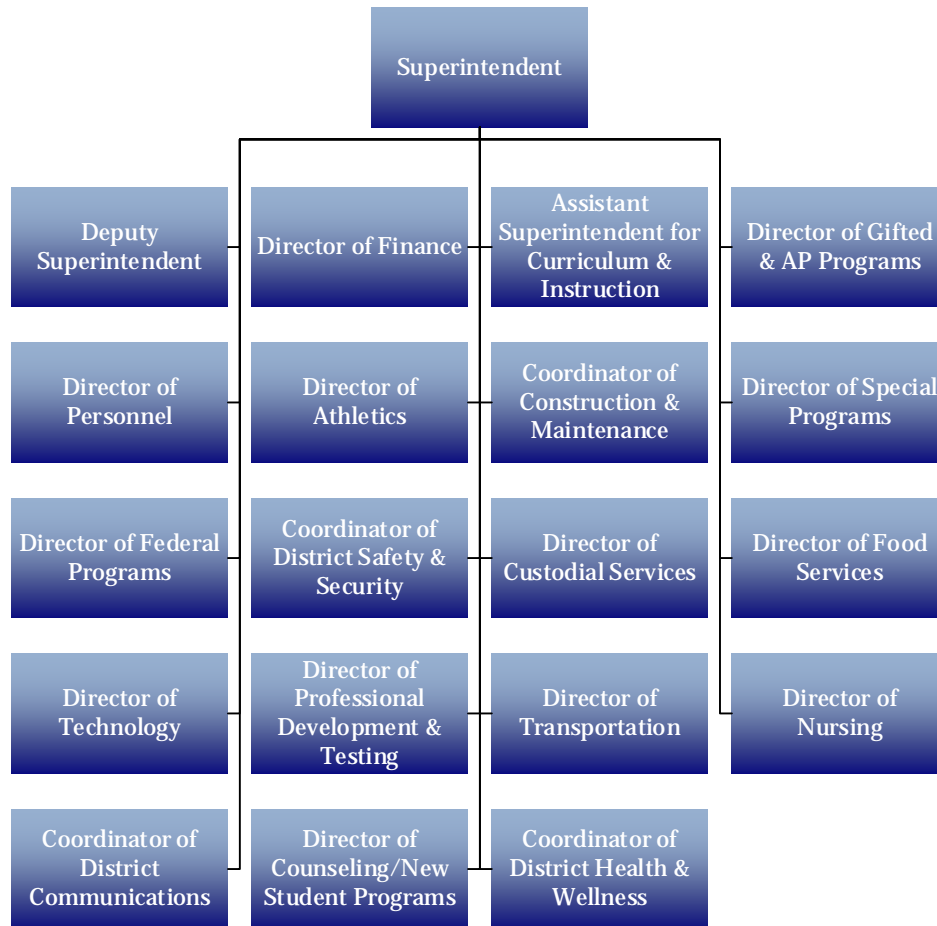 Superintendent
Deputy
Superintendent
Director of Finance
Assistant
Superintendent for
Curriculum &
Instruction
Director of Gifted
& AP Programs
Director of
Personnel
Director of
Athletics
Coordinator of
Construction &
Maintenance
Director of Special
Programs
Director of Federal
Programs
Coordinator of
District Safety &
Security
Director of
Custodial Services
Director of Food
Services
Director of
Technology
Director of
Professional
Development &
Testing
Director of
Transportation
Director of
Nursing
Coordinator of
District
Communications
Director of
Counseling/New
Student Programs
Coordinator of
District Health &
Wellness